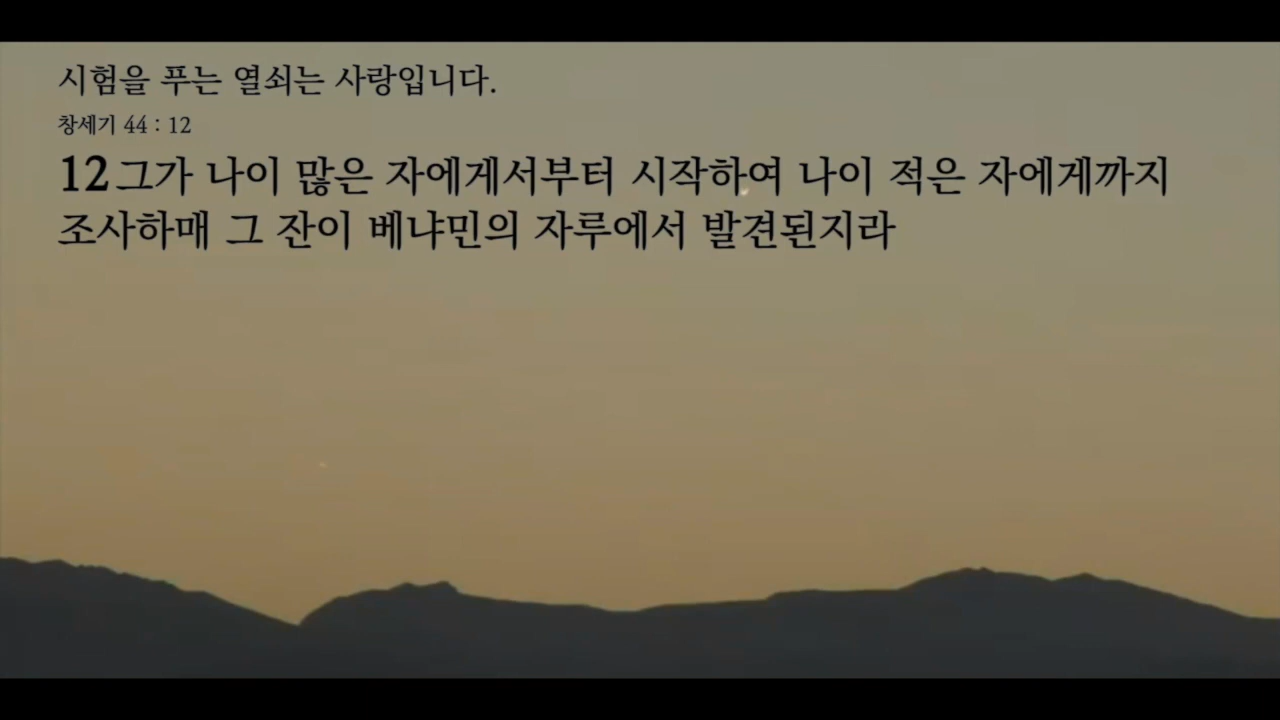 시험을 푸는 열쇠는 사랑입니다.
창세기 44 : 12
12그가 나이 많은 자에게서부터 시작하여 나이 적은 자에게까지
조사하매 그 잔이 베냐민의 자루에서 발견된지라